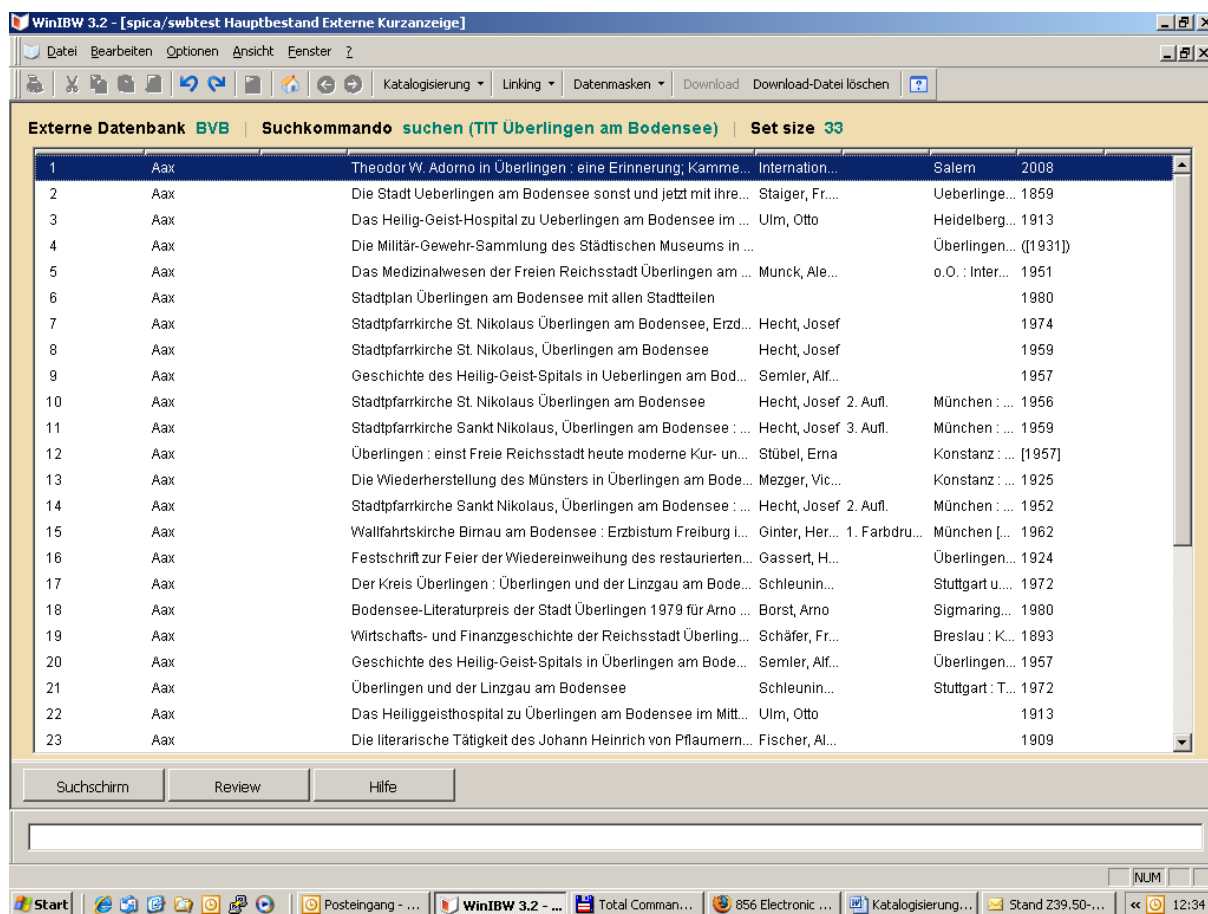 WinIBW 3.2 - [spica/swbtest Hauptbestand Externe Kurzanzeige]
Datei Bearbeiten Optionen Ansicht Fenster ?
Katalogisierung Linking Datenmasken Download Download-Datei löschen
Externe Datenbank BVB | Suchkommando suchen (TIT Überlingen am Bodensee) | Set size 33
1 Aax Theodor W. Adorno in Überlingen : eine Erinnerung; Kamme... Internation... Salem 2008
2 Aax Die Stadt Ueberlingen am Bodensee sonst und jetzt mit ihre... Staiger, Fr.... Ueberlinge... 1859
3 Aax Das Heilig-Geist-Hospital zu Ueberlingen am Bodensee im ... Ulm, Otto Heidelberg... 1913
4 Aax Die Militär-Gewehr-Sammlung des Städtischen Museums in ... Überlingen... ([1931])
5 Aax Das Medizinalwesen der Freien Reichsstadt Überlingen am ... Munck, Ale... o.O. : Inter... 1951
6 Aax Stadtplan Überlingen am Bodensee mit allen Stadtteilen 1980
7 Aax Stadtpfarrkirche St. Nikolaus Überlingen am Bodensee, Erzd... Hecht, Josef 1974
8 Aax Stadtpfarrkirche St. Nikolaus, Überlingen am Bodensee Hecht, Josef 1959
9 Aax Geschichte des Heilig-Geist-Spitals in Ueberlingen am Bod... Semler, Alf... 1957
10 Aax Stadtpfarrkirche St. Nikolaus Überlingen am Bodensee Hecht, Josef 2. Aufl. München : ... 1956
11 Aax Stadtpfarrkirche Sankt Nikolaus, Überlingen am Bodensee : ... Hecht, Josef 3. Aufl. München : ... 1959
12 Aax Überlingen : einst Freie Reichsstadt heute moderne Kur- un... Stübel, Erna Konstanz : ... [1957]
13 Aax Die Wiederherstellung des Münsters in Überlingen am Bode... Mezger, Vic... Konstanz : ... 1925
14 Aax Stadtpfarrkirche Sankt Nikolaus, Überlingen am Bodensee : ... Hecht, Josef 2. Aufl. München : ... 1952
15 Aax Wallfahrtskirche Birnau am Bodensee : Erzbistum Freiburg i... Ginter, Her... 1. Farbdru... München [... 1962
16 Aax Festschrift zur Feier der Wiedereinweihung des restaurierten... Gassert, H... Überlingen... 1924
17 Aax Der Kreis Überlingen : Überlingen und der Linzgau am Bode... Schleunin... Stuttgart u.... 1972
18 Aax Bodensee-Literaturpreis der Stadt Überlingen 1979 für Arno ... Borst, Arno Sigmaring... 1980
19 Aax Wirtschafts- und Finanzgeschichte der Reichsstadt Überling... Schäfer, Fr... Breslau : K... 1893
20 Aax Geschichte des Heilig-Geist-Spitals in Überlingen am Bode... Semler, Alf... Überlingen... 1957
21 Aax Überlingen und der Linzgau am Bodensee Schleunin... Stuttgart : T... 1972
22 Aax Das Heiliggeisthospital zu Überlingen am Bodensee im Mitt... Ulm, Otto 1913
23 Aax Die literarische Tätigkeit des Johann Heinrich von Pflaumern... Fischer, Al... 1909
Suchschirm Review Hilfe
NUM
Start Posteingang - ... WinIBW 3.2 - ... Total Comman... 856 Electronic ... Katalogisierung... Stand Z39.50-... « 12:34